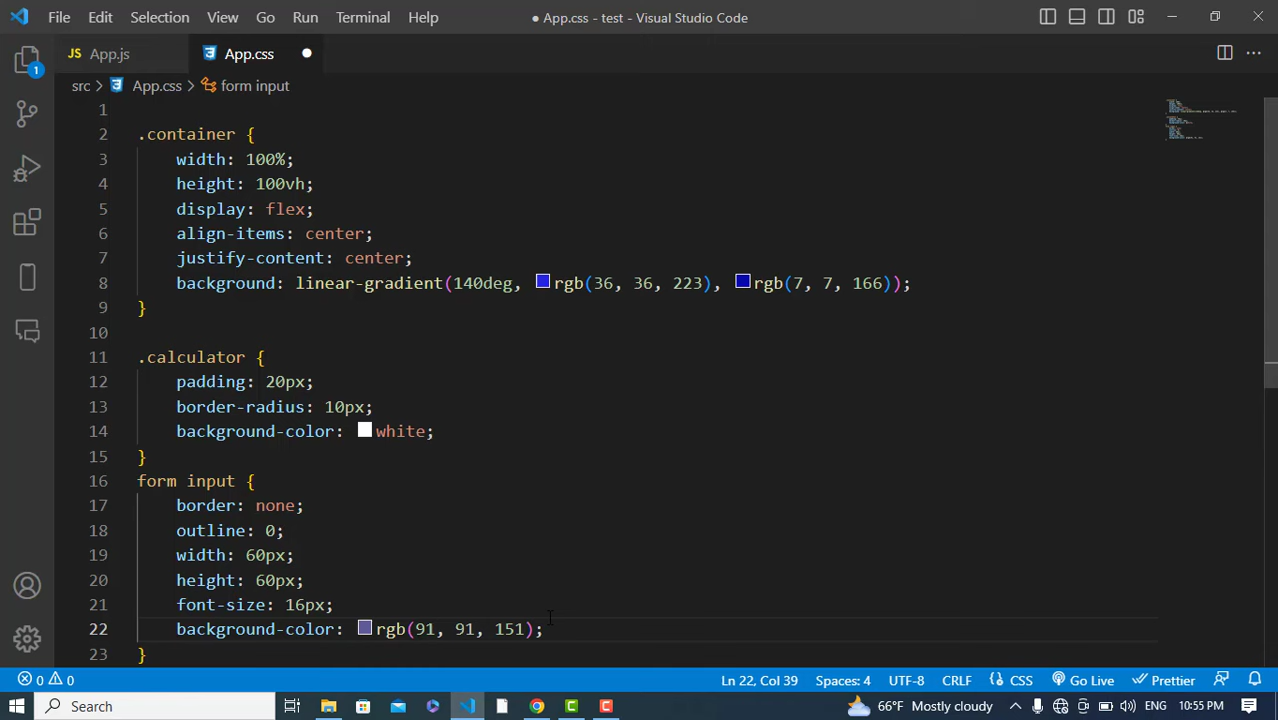 File Edit Selection View Go Run Terminal Help ● App.css - test - Visual Studio Code
JS App.js App.css ●
1 src > App.css > form input
1
2 .container {
3 width: 100%;
4 height: 100vh;
5 display: flex;
6 align-items: center;
7 justify-content: center;
8 background: linear-gradient(140deg, rgb(36, 36, 223), rgb(7, 7, 166));
9 }
10
11 .calculator {
12 padding: 20px;
13 border-radius: 10px;
14 background-color: white;
15 }
16 form input {
17 border: none;
18 outline: 0;
19 width: 60px;
20 height: 60px;
21 font-size: 16px;
22 background-color: rgb(91, 91, 151);
23 }
0 0 Ln 22, Col 39 Spaces: 4 UTF-8 CRLF {} CSS Go Live Prettier
Search 66°F Mostly cloudy ENG 10:55 PM